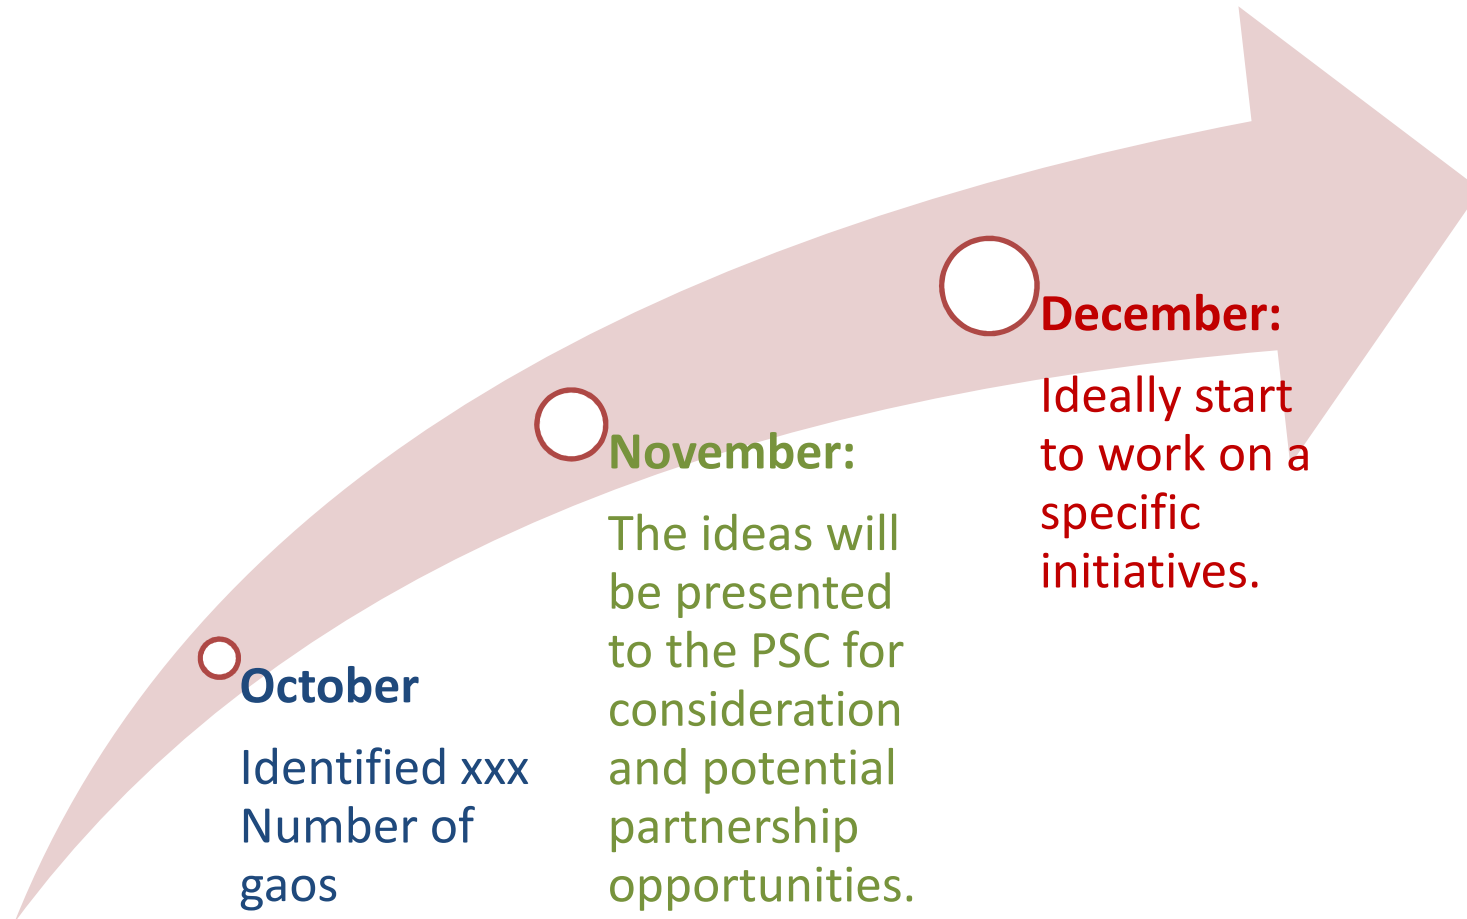 October
Identified xxx
Number of
gaos
November:
The ideas will
be presented
to the PSC for
consideration
and potential
partnership
opportunities.
December:
Ideally start
to work on a
specific
initiatives.